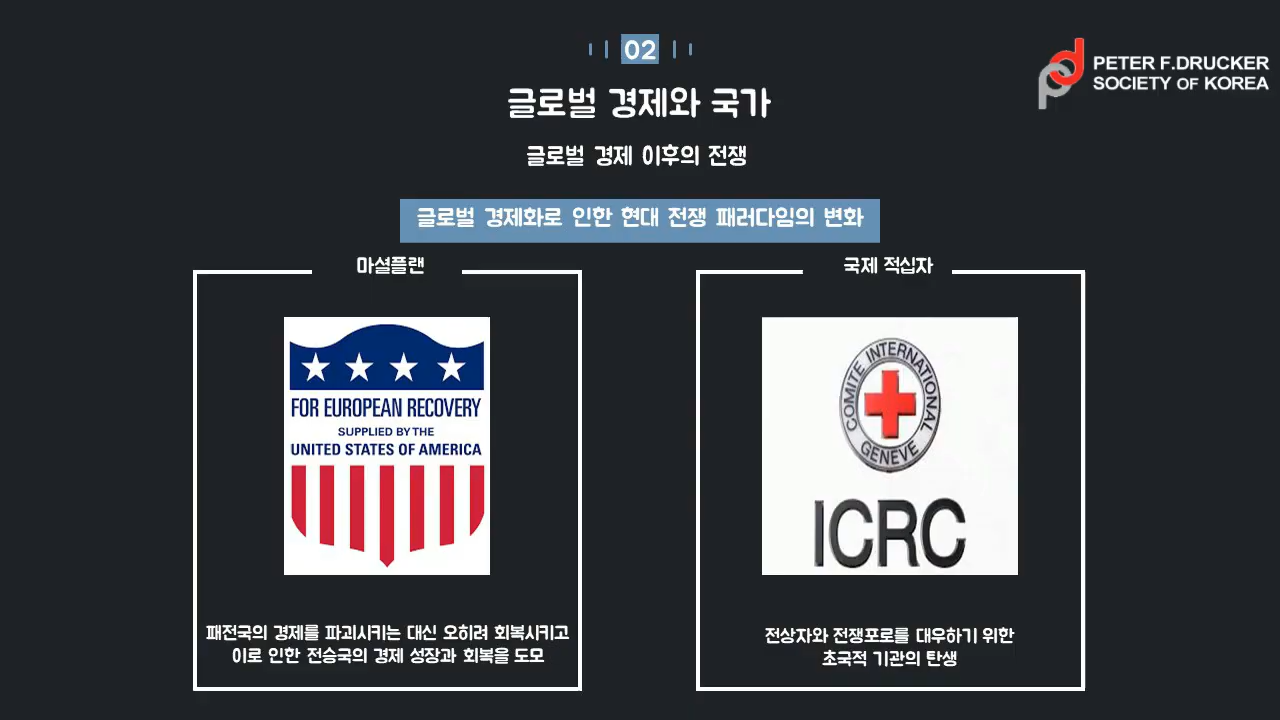 02
PETER F.DRUCKER
SOCIETY OF KOREA
글로벌 경제와 국가
글로벌 경제 이후의 전쟁
글로벌 경제화로 인한 현대 전쟁 패러다임의 변화
마셜플랜
FOR EUROPEAN RECOVERY
SUPPLIED BY THE
UNITED STATES OF AMERICA
패전국의 경제를 파괴시키는 대신 오히려 회복시키고
이로 인한 전승국의 경제 성장과 회복을 도모
국제 적십자
COMITE INTERNATIONAL
GENEVE
ICRC
전상자와 전쟁포로를 대우하기 위한
초국적 기관의 탄생